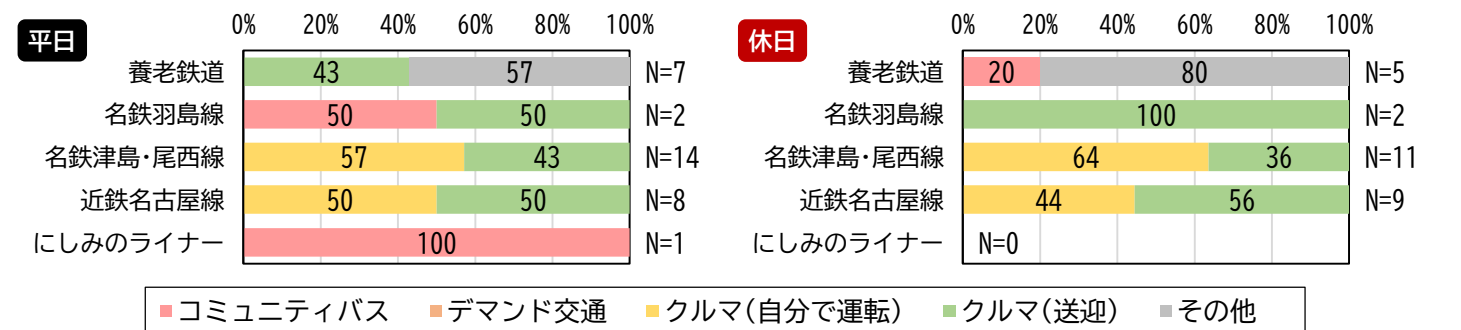 平日
0% 20% 40% 60% 80% 100%
養老鉄道 43 57 N=7
名鉄羽島線 50 50 N=2
名鉄津島・尾西線 57 43 N=14
近鉄名古屋線 50 50 N=8
にしみのライナー 100 N=1
休日
0% 20% 40% 60% 80% 100%
養老鉄道 20 80 N=5
名鉄羽島線 100 N=2
名鉄津島・尾西線 64 36 N=11
近鉄名古屋線 44 56 N=9
にしみのライナー N=0
コミュニティバス デマンド交通 クルマ(自分で運転) クルマ(送迎) その他